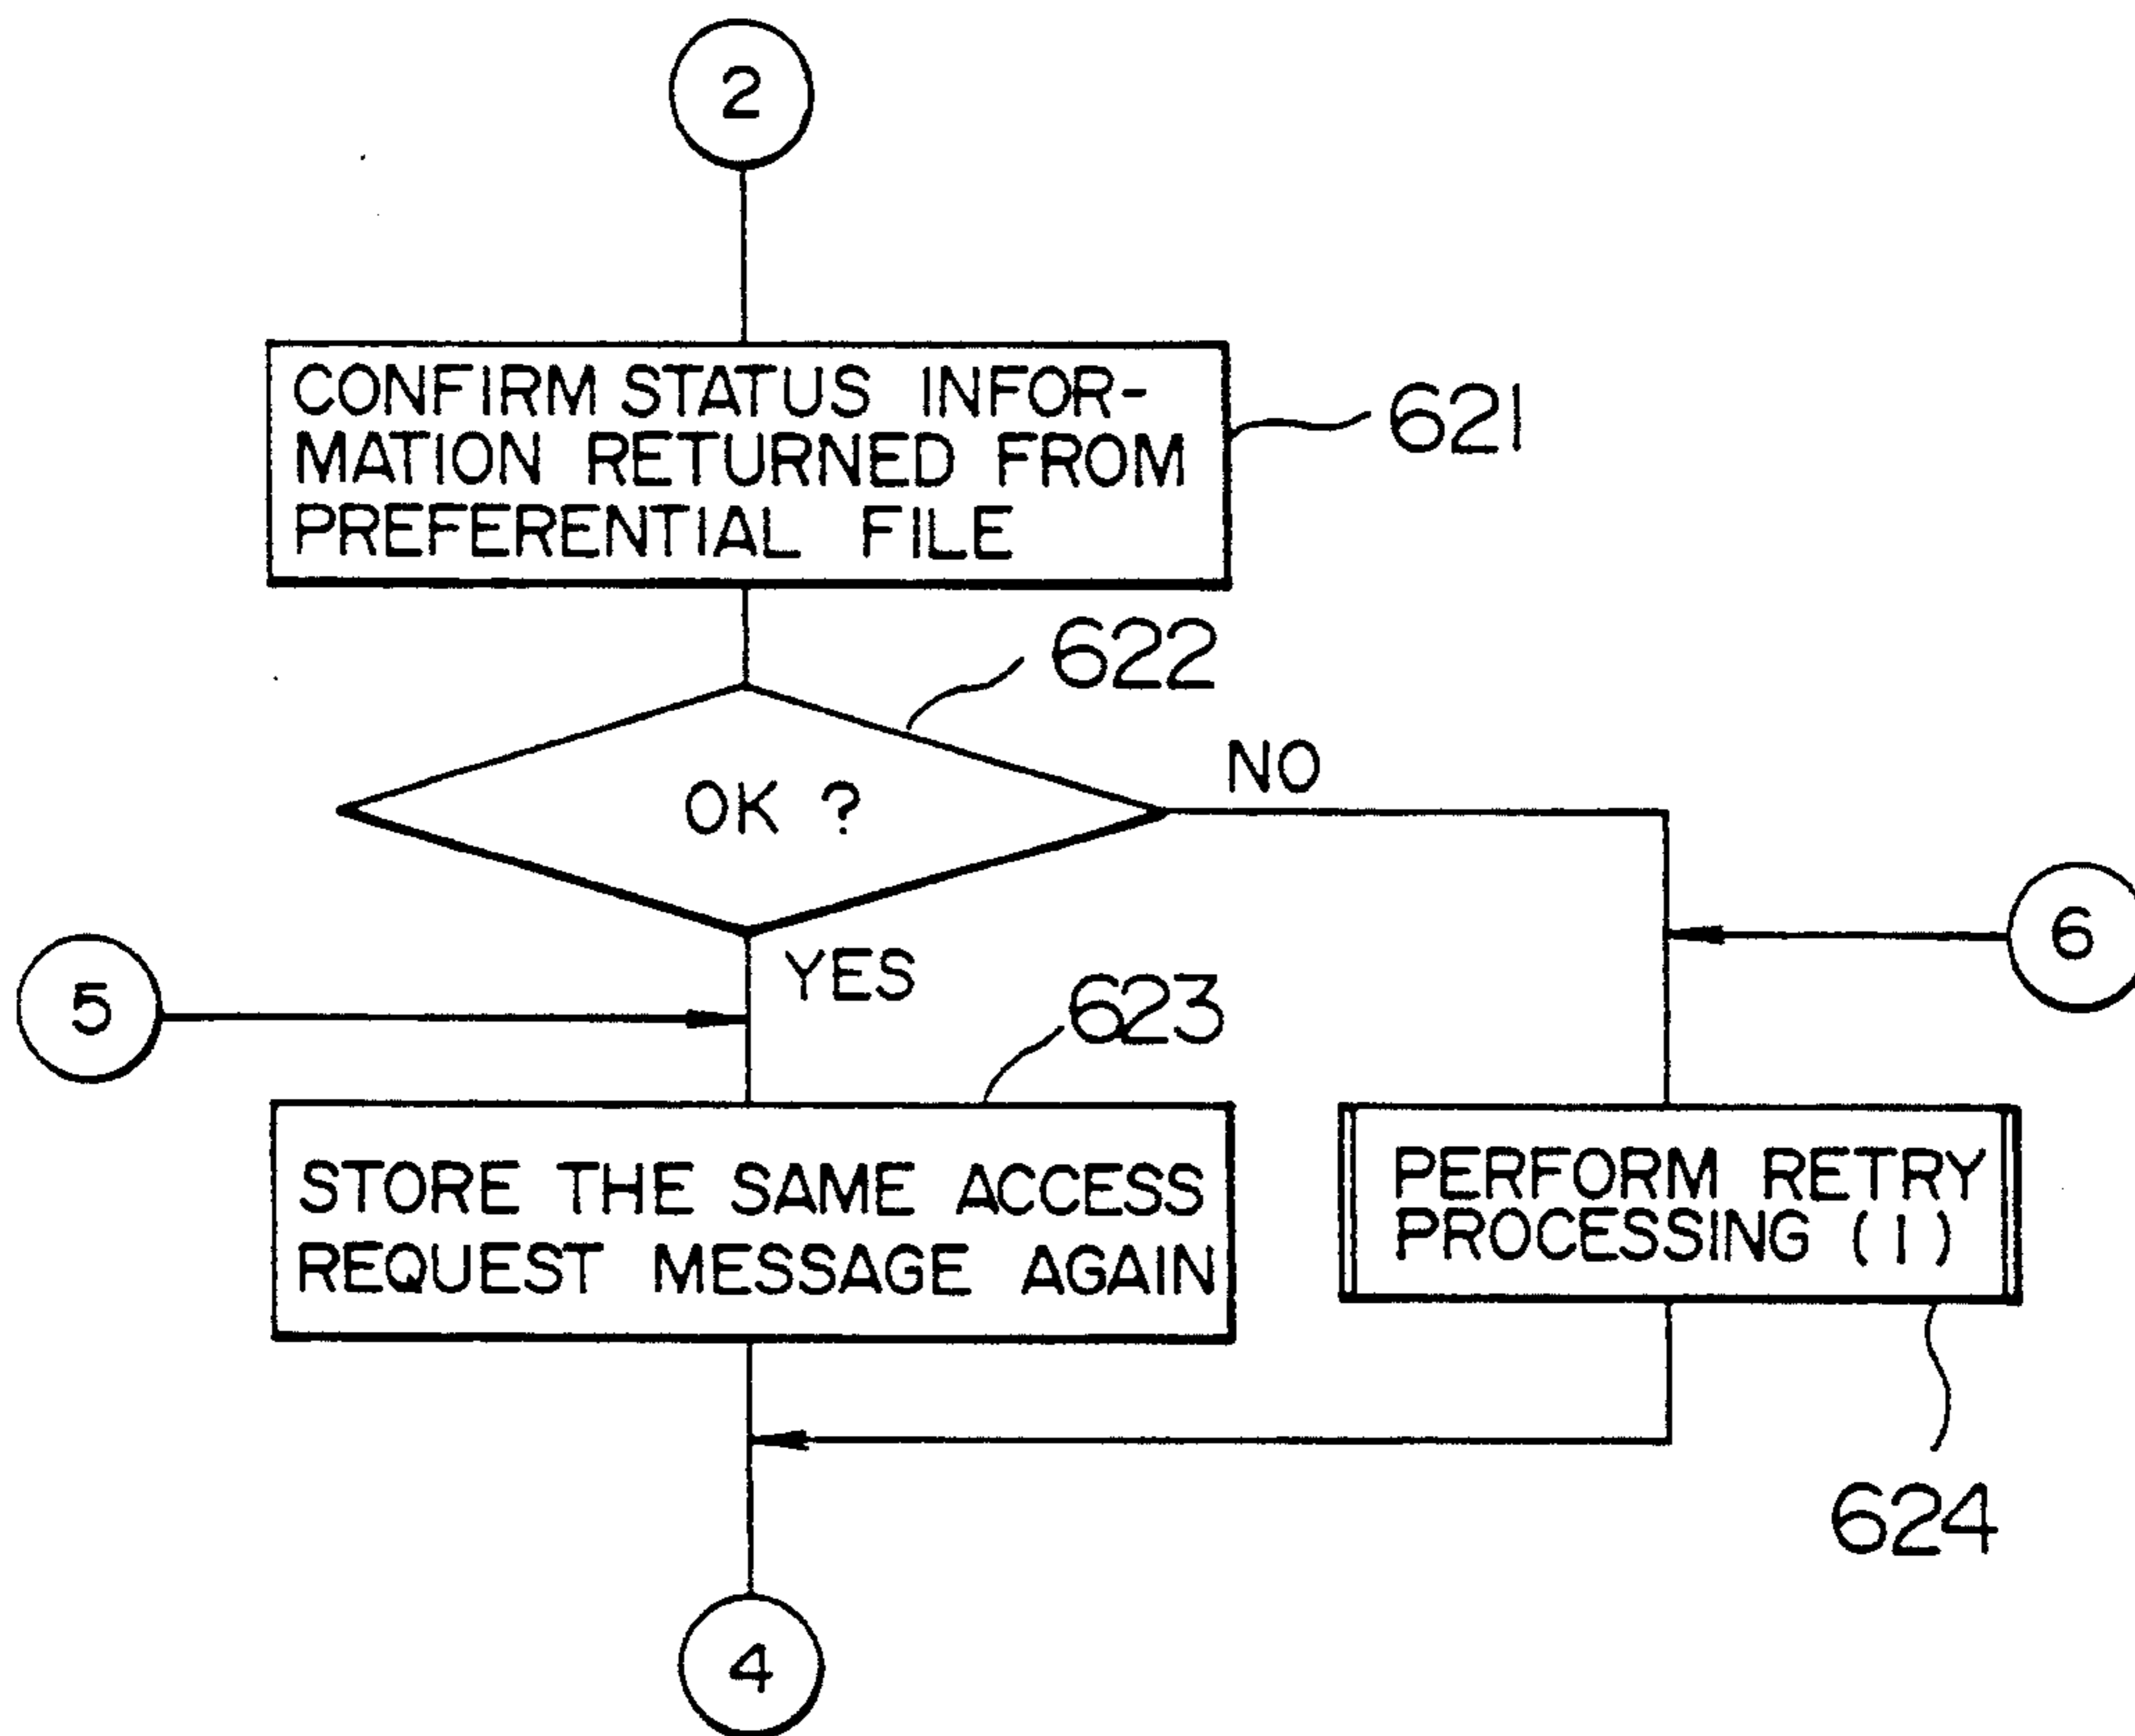 2
CONFIRM STATUS INFOR-
MATION RETURNED FROM
PREFERENTIAL FILE
621
622
OK ?
NO
6
YES
5
623
STORE THE SAME ACCESS
REQUEST MESSAGE AGAIN
PERFORM RETRY
PROCESSING (1)
624
4